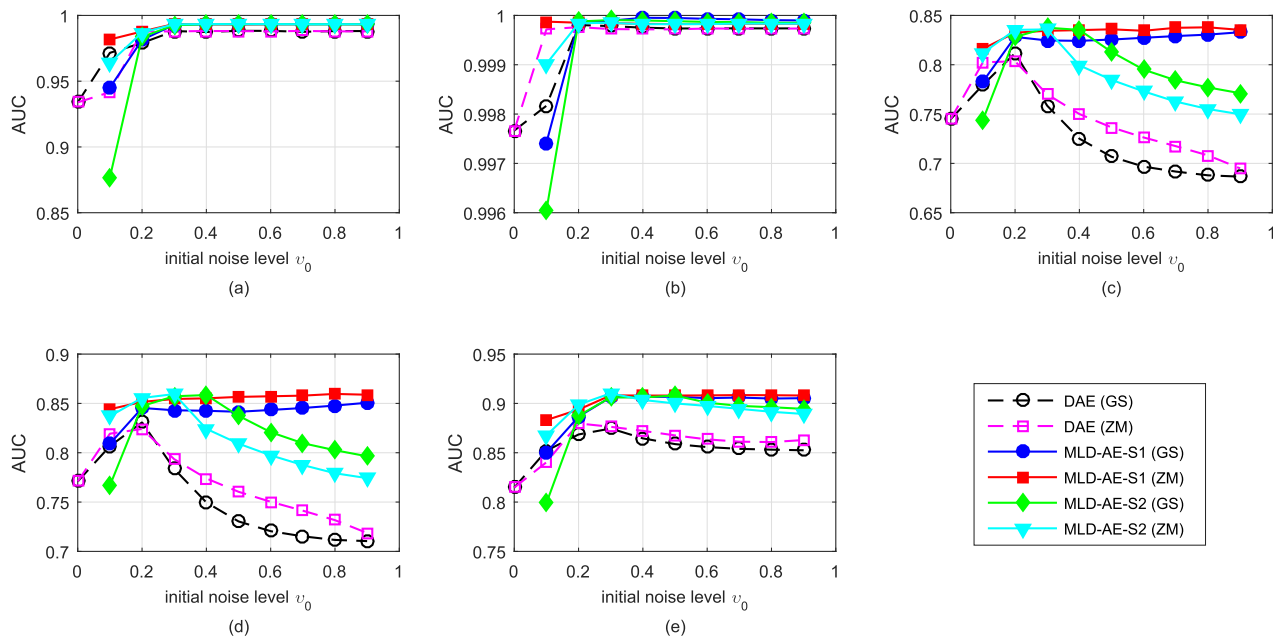 1
0.95
0.9
0.85
AUC
0 0.2 0.4 0.6 0.8 1
initial noise level υ0
(a)
1
0.999
0.998
0.997
0.996
AUC
0 0.2 0.4 0.6 0.8 1
initial noise level υ0
(b)
0.85
0.8
0.75
0.7
0.65
AUC
0 0.2 0.4 0.6 0.8 1
initial noise level υ0
(c)
0.9
0.85
0.8
0.75
0.7
AUC
0 0.2 0.4 0.6 0.8 1
initial noise level υ0
(d)
0.95
0.9
0.85
0.8
0.75
AUC
0 0.2 0.4 0.6 0.8 1
initial noise level υ0
(e)
DAE (GS)
DAE (ZM)
MLD-AE-S1 (GS)
MLD-AE-S1 (ZM)
MLD-AE-S2 (GS)
MLD-AE-S2 (ZM)